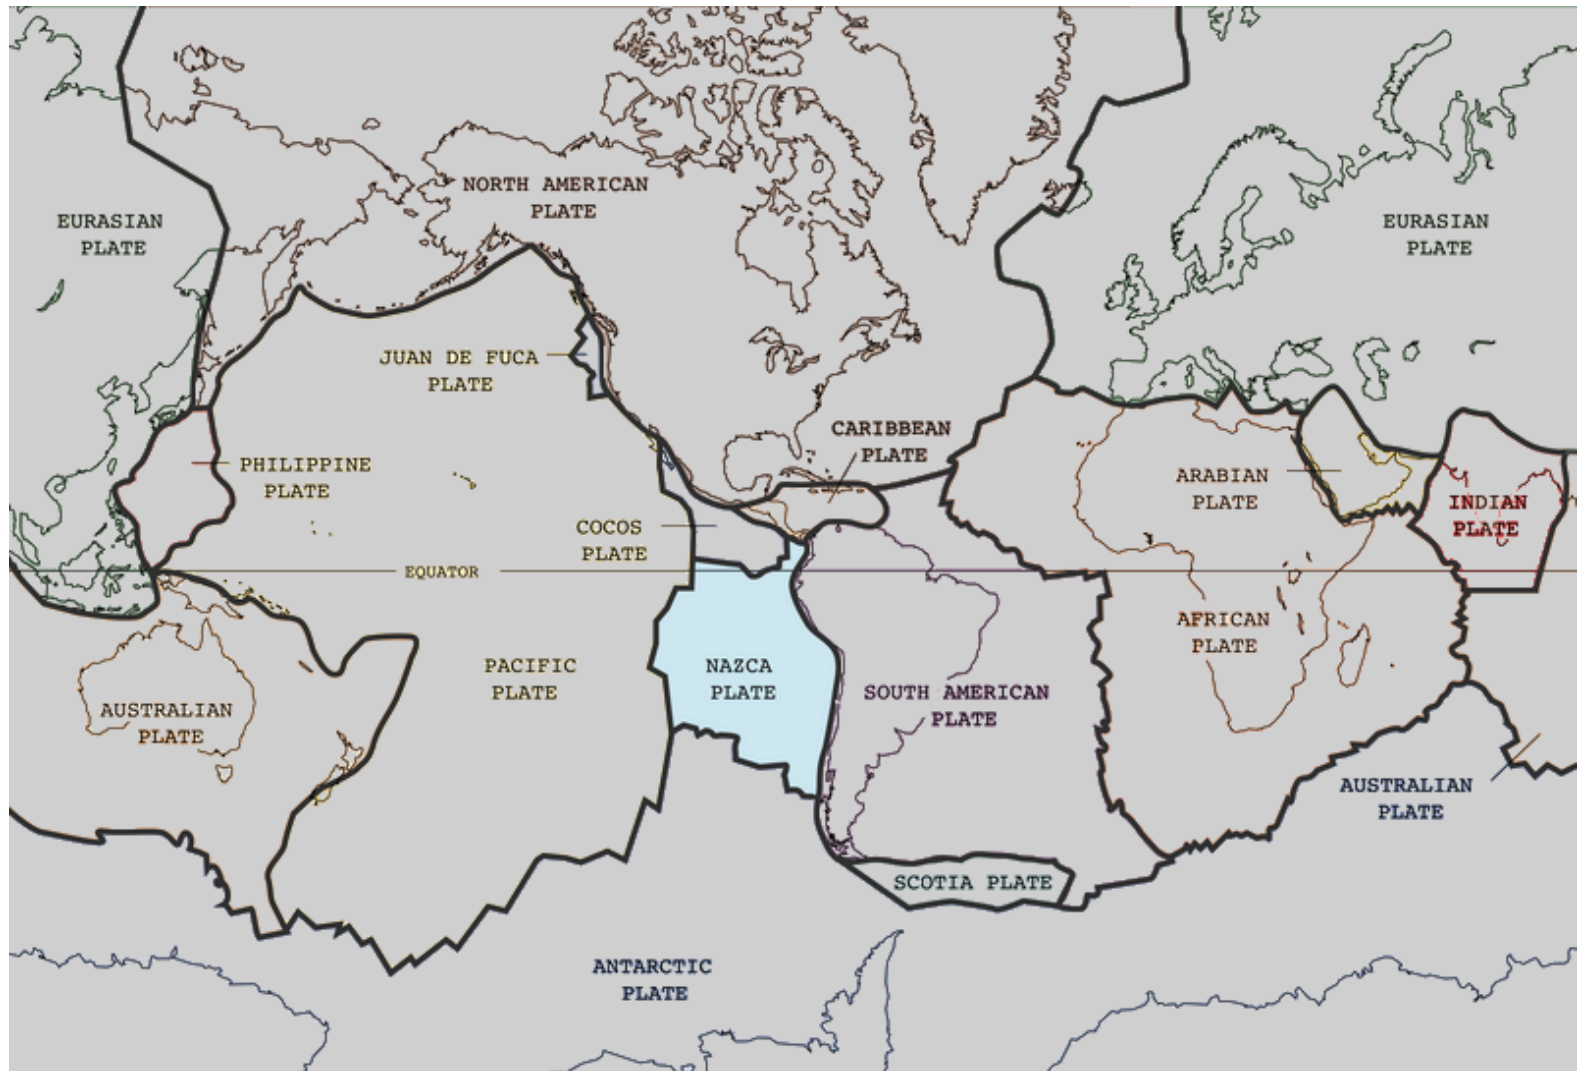 NORTH AMERICAN
PLATE
EURASIAN
PLATE
EURASIAN
PLATE
JUAN DE FUCA
PLATE
CARIBBEAN
PLATE
PHILIPPINE
PLATE
ARABIAN
PLATE
INDIAN
PLATE
COCOS
PLATE
EQUATOR
AFRICAN
PLATE
NAZCA
PLATE
PACIFIC
PLATE
SOUTH AMERICAN
PLATE
AUSTRALIAN
PLATE
AUSTRALIAN
PLATE
SCOTIA PLATE
ANTARCTIC
PLATE